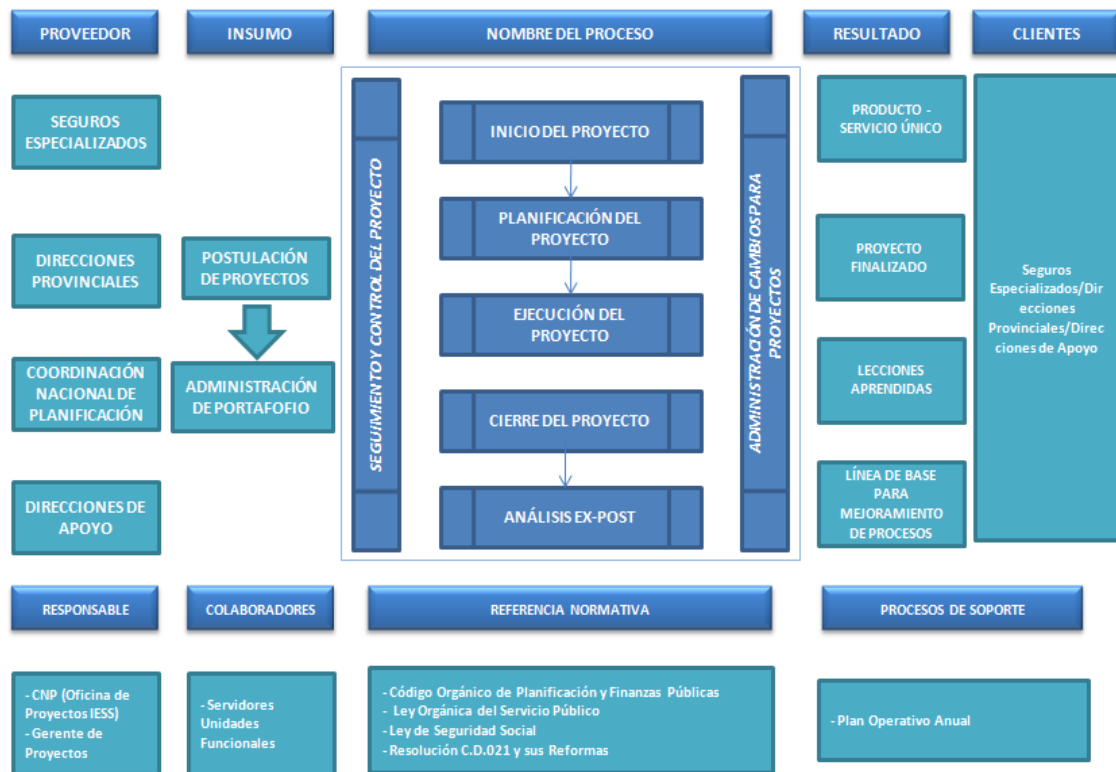 PROVEEDOR
INSUMO
NOMBRE DEL PROCESO
RESULTADO
CLIENTES
SEGUROS
ESPECIALIZADOS
DIRECCIONES
PROVINCIALES
COORDINACIÓN
NACIONAL DE
PLANIFICACIÓN
DIRECCIONES DE
APOYO
POSTULACIÓN
DE PROYECTOS
ADMINISTRACIÓN
DE PORTAFOFIO
SEGUIMIENTO Y CONTROL DEL PROYECTO
INICIO DEL PROYECTO
PLANIFICACIÓN DEL
PROYECTO
EJECUCIÓN DEL
PROYECTO
CIERRE DEL PROYECTO
ANÁLISIS EX-POST
ADMINISTRACIÓN DE CAMBIOS PARA
PROYECTOS
PRODUCTO -
SERVICIO ÚNICO
PROYECTO
FINALIZADO
LECCIONES
APRENDIDAS
LÍNEA DE BASE
PARA
MEJORAMIENTO
DE PROCESOS
Seguros
Especializados/Dir
ecciones
Provinciales/Direc
ciones de Apoyo
RESPONSABLE
COLABORADORES
REFERENCIA NORMATIVA
PROCESOS DE SOPORTE
- CNP (Oficina de
Proyectos IESS)
- Gerente de
Proyectos
- Servidores
Unidades
Funcionales
- Código Orgánico de Planificación y Finanzas Públicas
- Ley Orgánica del Servicio Público
- Ley de Seguridad Social
- Resolución C.D.021 y sus Reformas
- Plan Operativo Anual